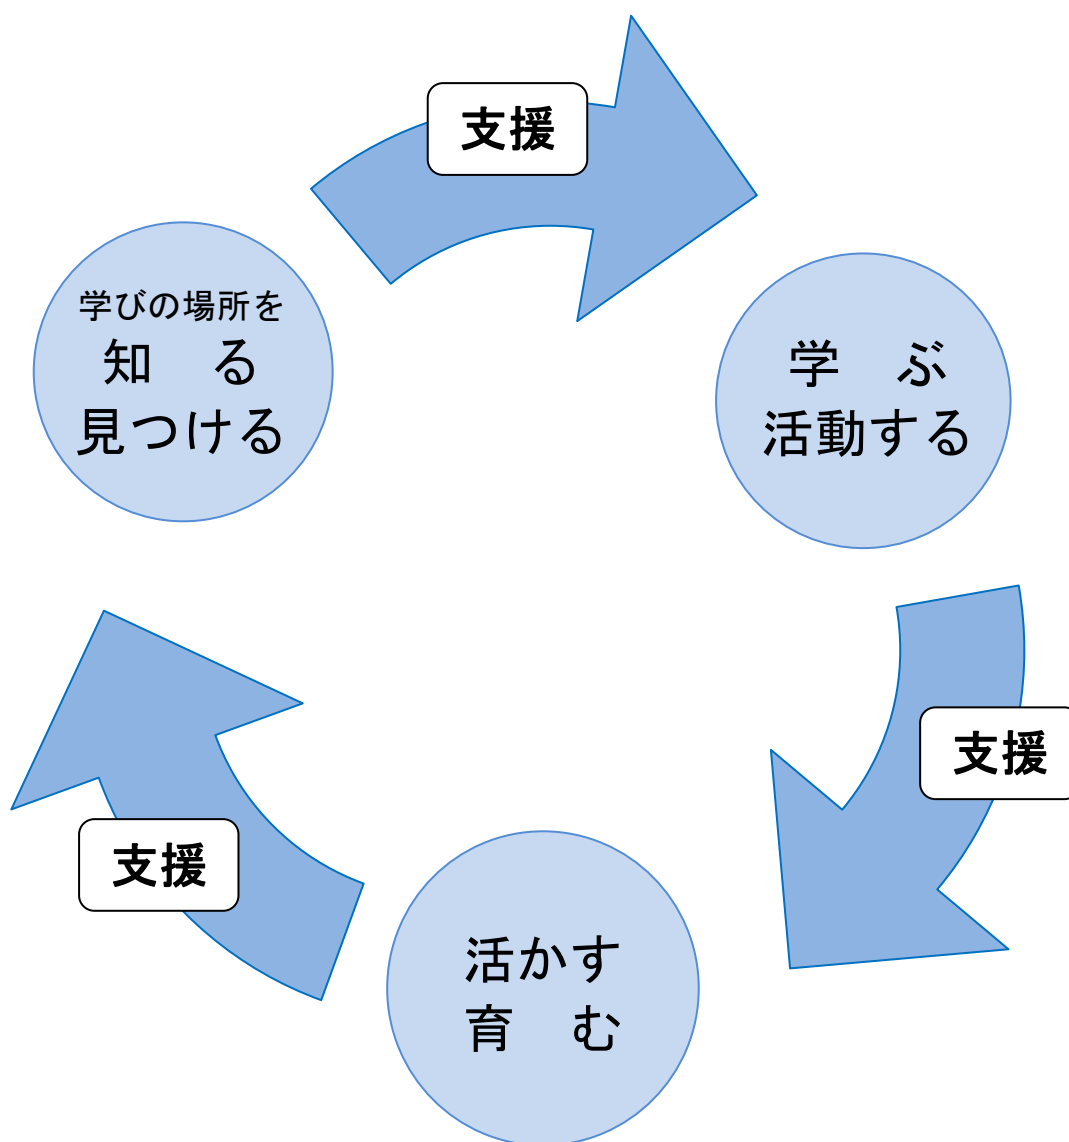 支援
学びの場所を
知　る
見つける
学　ぶ
活動する
支援
支援
活かす
育　む